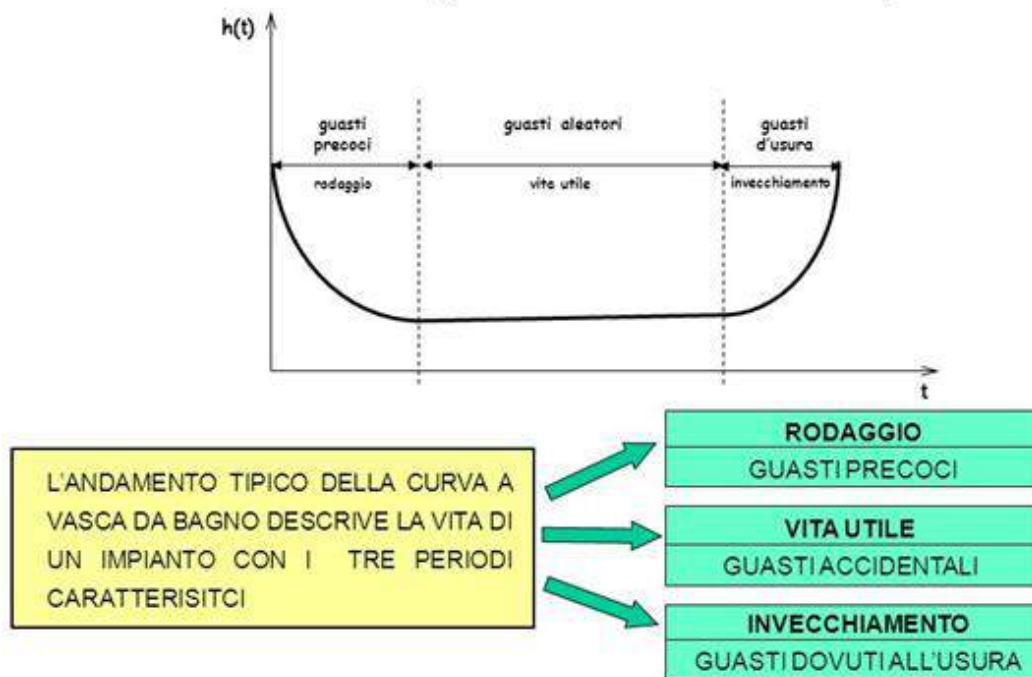 h(t)
guasti
precoci
guasti aleatori
guasti
d'usura
rodaggio
vita utile
invecchiamento
t
L'ANDAMENTO TIPICO DELLA CURVA A
VASCA DA BAGNO DESCRIVE LA VITA DI
UN IMPIANTO CON I TRE PERIODI
CARATTERISITCI
RODAGGIO
GUASTI PRECOCI
VITA UTILE
GUASTI ACCIDENTALI
INVECCHIAMENTO
GUASTI DOVUTI ALL'USURA